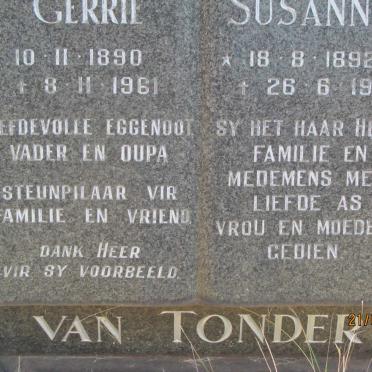 GERRIE
10·11·1890
✝ 8·11·1961
EFDEVOLLE EGGENOOT
VADER EN OUPA
STEUNPILAAR VIR
FAMILIE EN VRIEND
DANK HEER
VIR SY VOORBEELD.
SUSANN
★ 18·8·1892
✝ 26·6·19
SY HET HAAR HE
FAMILIE EN
MEDEMENS ME
LIEFDE AS
VROU EN MOEDE
GEDIEN
VAN TONDER
21/